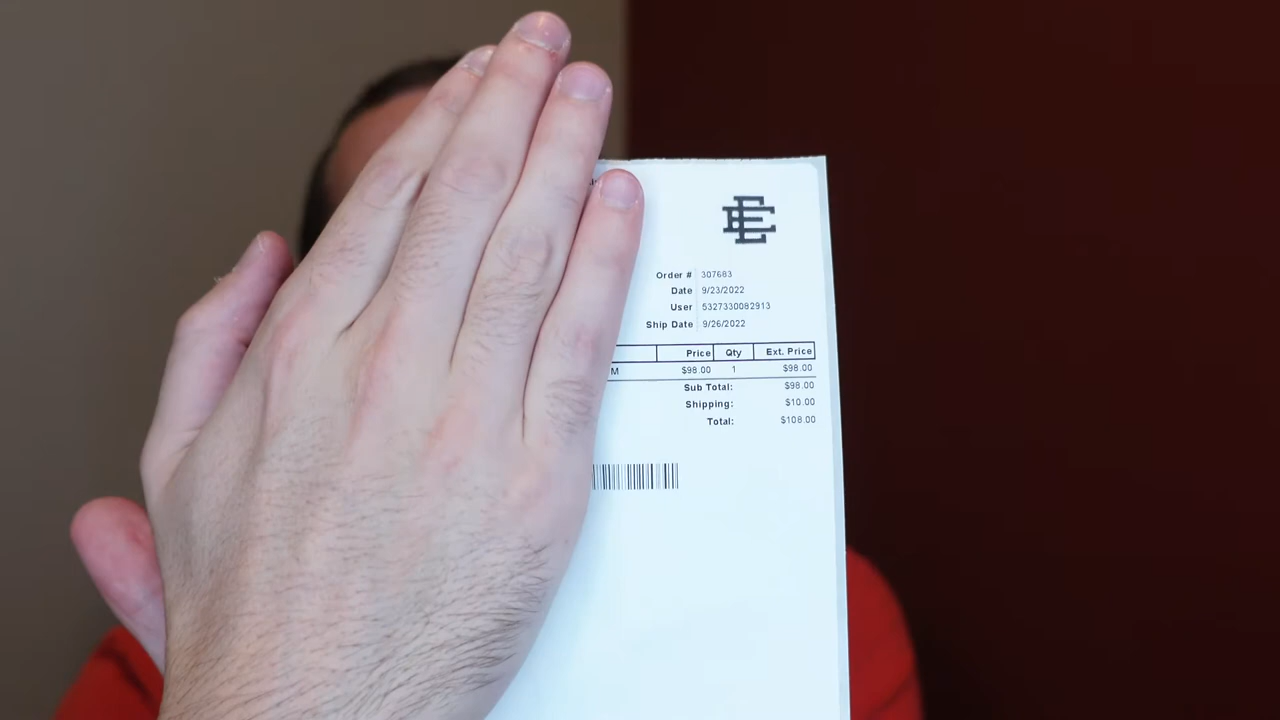 EE
Order # 307683
Date 9/23/2022
User 5327330082913
Ship Date 9/26/2022
Price Qty Ext. Price
M $98.00 1 $98.00
Sub Total: $98.00
Shipping: $10.00
Total: $108.00